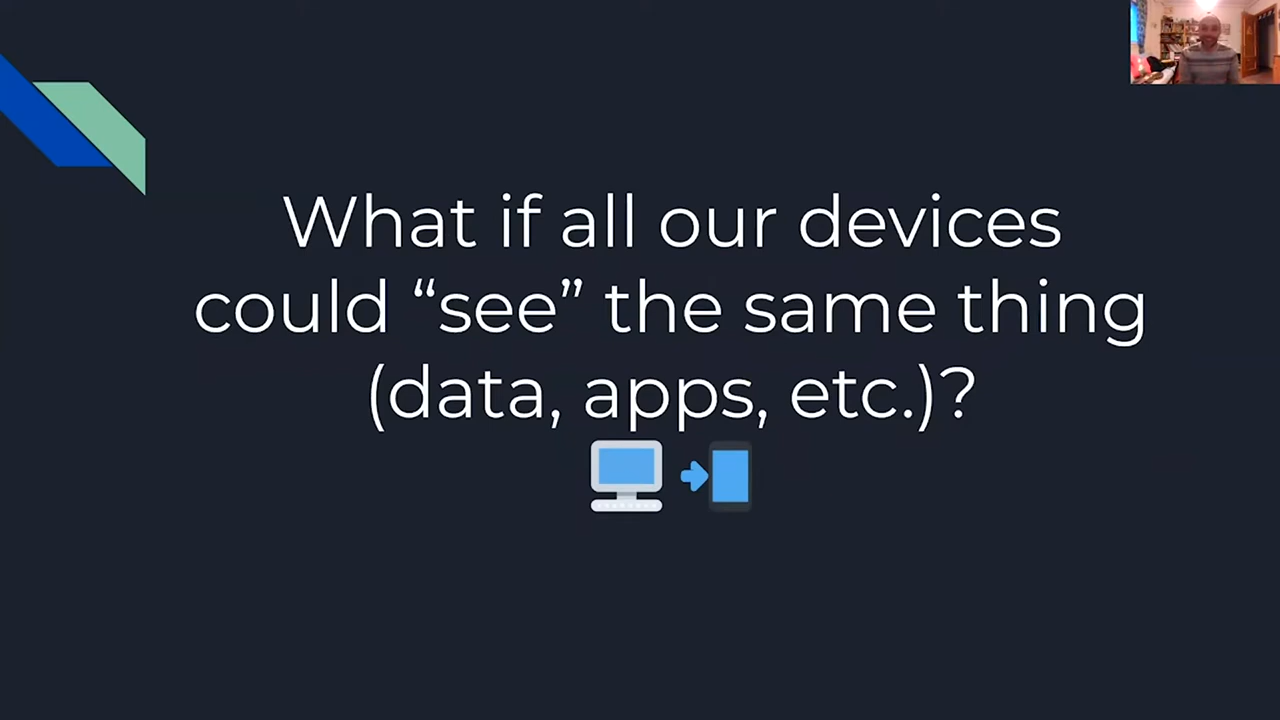 What if all our devices
could “see” the same thing
(data, apps, etc.)?